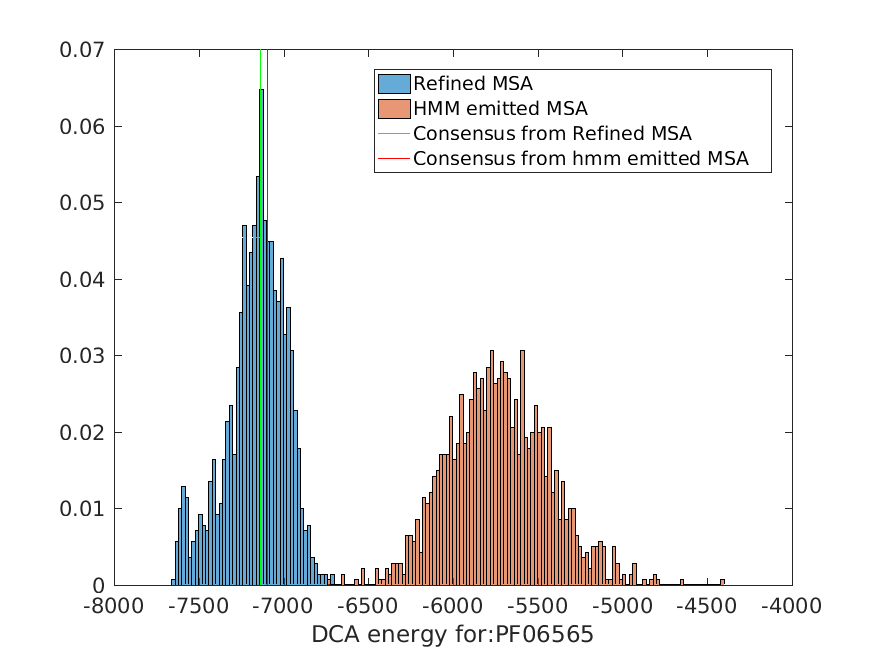 0.07
0.06
0.05
0.04
0.03
0.02
0.01
0
Refined MSA
HMM emitted MSA
Consensus from Refined MSA
Consensus from hmm emitted MSA
-8000 -7500 -7000 -6500 -6000 -5500 -5000 -4500 -4000
DCA energy for:PF06565